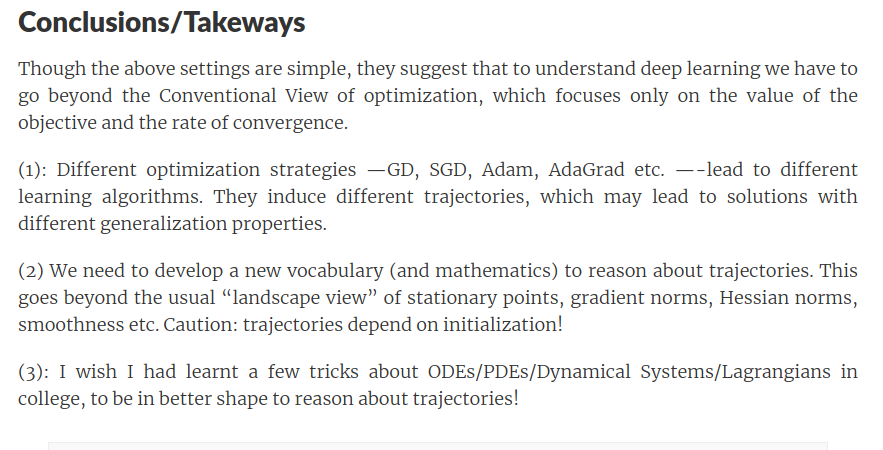 Conclusions/Takeways
Though the above settings are simple, they suggest that to understand deep learning we have to
go beyond the Conventional View of optimization, which focuses only on the value of the
objective and the rate of convergence.
(1): Different optimization strategies —GD, SGD, Adam, AdaGrad etc. —-lead to different
learning algorithms. They induce different trajectories, which may lead to solutions with
different generalization properties.
(2) We need to develop a new vocabulary (and mathematics) to reason about trajectories. This
goes beyond the usual “landscape view” of stationary points, gradient norms, Hessian norms,
smoothness etc. Caution: trajectories depend on initialization!
(3): I wish I had learnt a few tricks about ODEs/PDEs/Dynamical Systems/Lagrangians in
college, to be in better shape to reason about trajectories!